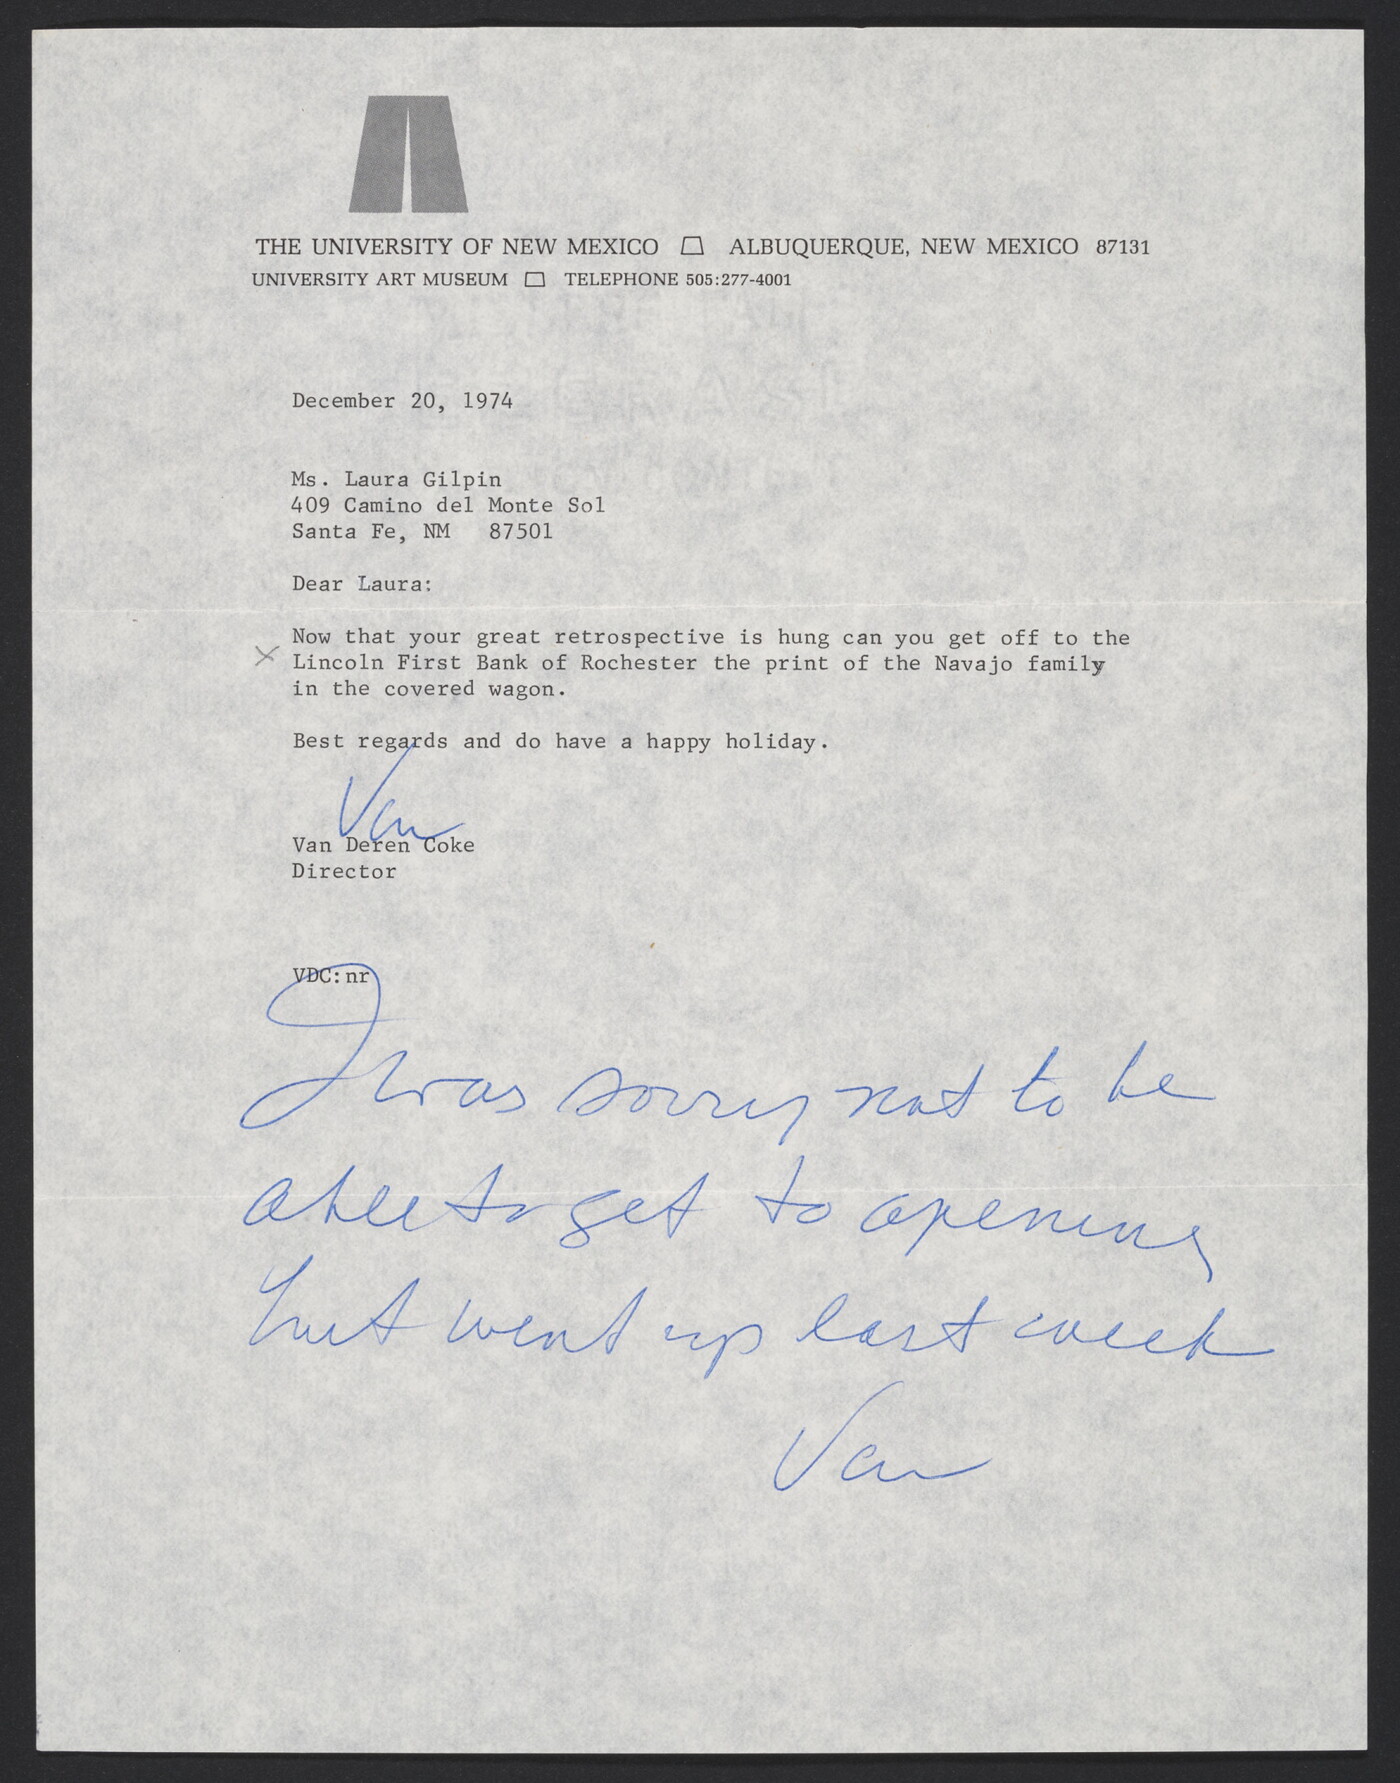 THE UNIVERSITY OF NEW MEXICO ALBUQUERQUE, NEW MEXICO 87131
UNIVERSITY ART MUSEUM TELEPHONE 505:277-4001
December 20, 1974
Ms. Laura Gilpin
409 Camino del Monte Sol
Santa Fe, NM 87501
Dear Laura:
Now that your great retrospective is hung can you get off to the
X Lincoln First Bank of Rochester the print of the Navajo family
in the covered wagon.
Best regards and do have a happy holiday.
Van
Van Deren Coke
Director
VDC:nr
I was sorry not to be
able to get to opening
but went up last week
Van